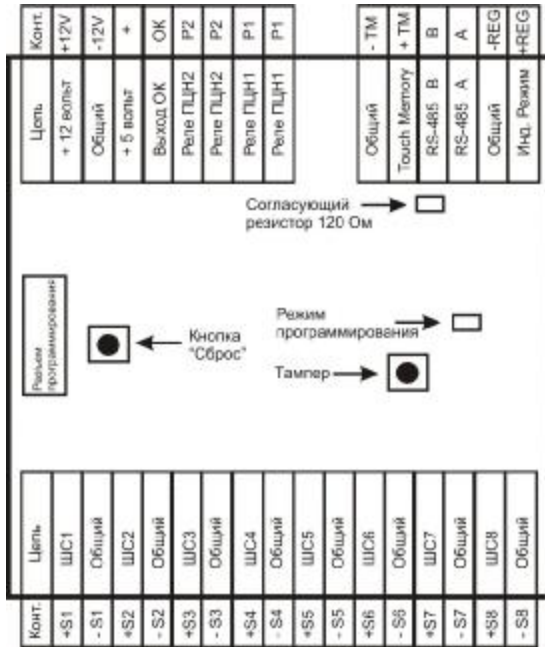 Конт. +12V -12V + ОК P2 P2 P1 P1 - TM + TM B A -REG +REG
Цепь + 12 вольт Общий + 5 вольт Выход ОК Реле ПЦН2 Реле ПЦН2 Реле ПЦН1 Реле ПЦН1 Общий Touch Memory RS-485 B RS-485 A Общий Инд. Режим
Согласующий
резистор 120 Ом
Разъем
программирования
Кнопка
"Сброс"
Режим
программирования
Тампер
Цепь ШС1 Общий ШС2 Общий ШС3 Общий ШС4 Общий ШС5 Общий ШС6 Общий ШС7 Общий ШС8 Общий
Конт. +S1 - S1 +S2 - S2 +S3 - S3 +S4 - S4 +S5 - S5 +S6 - S6 +S7 - S7 +S8 - S8